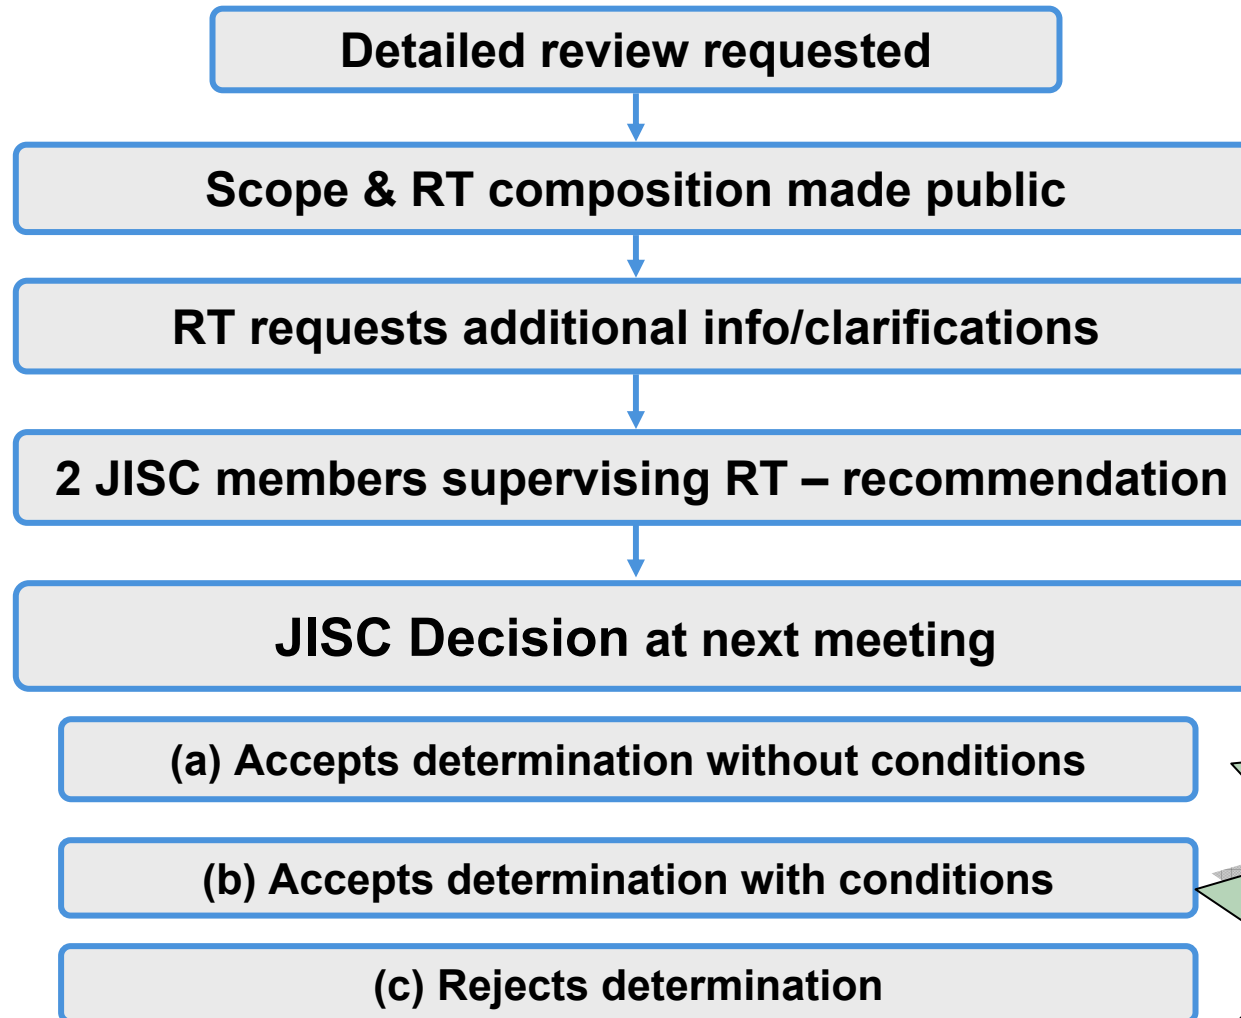 Detailed review requested
Scope & RT composition made public
RT requests additional info/clarifications
2 JISC members supervising RT – recommendation
JISC Decision at next meeting
(a) Accepts determination without conditions
(b) Accepts determination with conditions
(c) Rejects determination